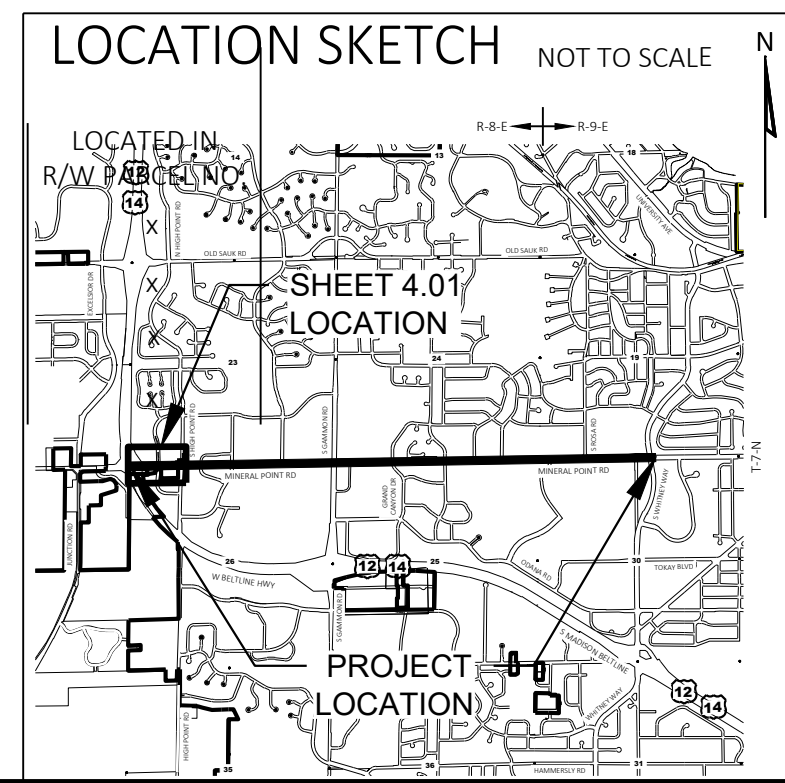 LOCATION SKETCH
NOT TO SCALE
N
R-8-E
R-9-E
LOCATED IN
R/W PARCEL NO
14
13
18
12
14
X
N HIGH POINT RD
UNIVERSITY AVE
OLD SAUK RD
OLD SAUK RD
EXCELSIOR DR
X
SHEET 4.01
LOCATION
X
23
24
19
X
S HIGH POINT RD
S GAMMON RD
S ROSA RD
MINERAL POINT RD
MINERAL POINT RD
T-7-N
GRAND
CANYON DR
S WHITNEY WAY
JUNCTION RD
26
12
14
25
ODANA RD
30
TOKAY BLVD
W BELTLINE HWY
S GAMMON RD
S MADISON BELTLINE
PROJECT
LOCATION
12
14
WHITNEY WAY
HIGH POINT RD
35
36
HAMMERSLY RD
31